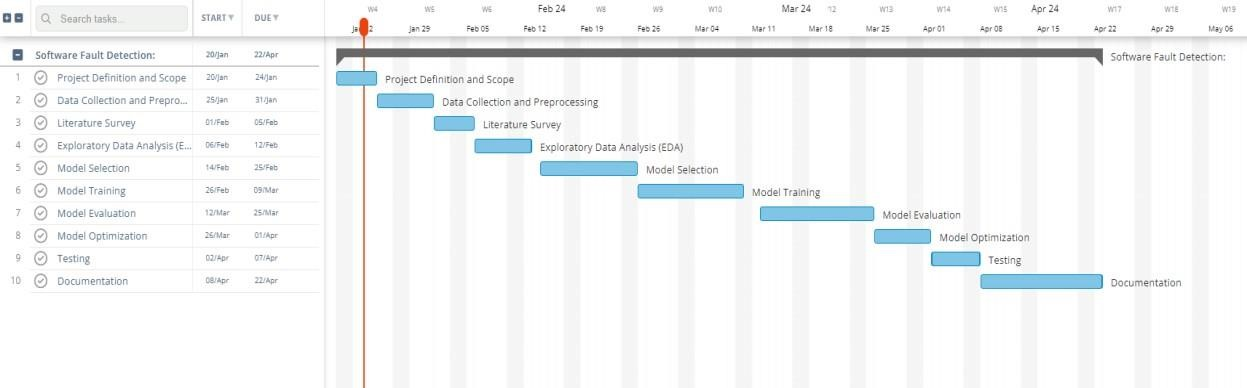 W4 W5 W6 Feb 24 W8 W9 W10 Mar 24 12 W13 W14 Apr 24 W17 W18 W19
Search tasks... START DUE
Jan 29 Feb 05 Feb 12 Feb 19 Feb 26 Mar 04 Mar 11 Mar 18 Mar 25 Apr 01 Apr 08 Apr 15 Apr 22 Apr 29 May 06
Software Fault Detection: 20/Jan 22/Apr Software Fault Detection:
1 Project Definition and Scope 20/Jan 24/Jan Project Definition and Scope
2 Data Collection and Prepro... 25/Jan 31/Jan Data Collection and Preprocessing
3 Literature Survey 01/Feb 05/Feb Literature Survey
4 Exploratory Data Analysis (E... 06/Feb 12/Feb Exploratory Data Analysis (EDA)
5 Model Selection 14/Feb 25/Feb Model Selection
6 Model Training 26/Feb 09/Mar Model Training
7 Model Evaluation 12/Mar 25/Mar Model Evaluation
8 Model Optimization 26/Mar 01/Apr Model Optimization
9 Testing 02/Apr 07/Apr Testing
10 Documentation 08/Apr 22/Apr Documentation